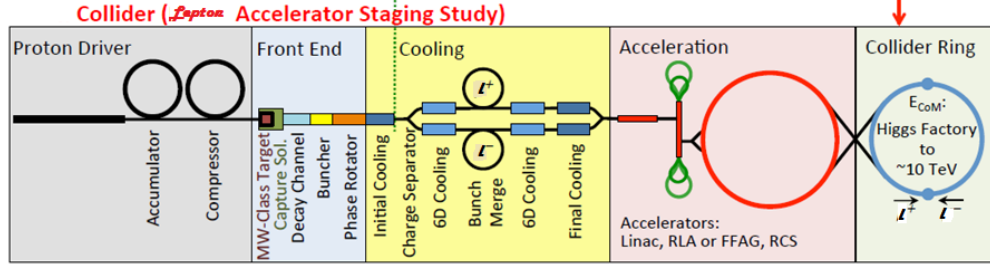 Collider (Lepton Accelerator Staging Study)
Proton Driver
Front End
Cooling
Acceleration
Collider Ring
Accumulator
Compressor
MW-Class Target
Capture Sol.
Decay Channel
Buncher
Phase Rotator
Initial Cooling
Charge Separator
6D Cooling
l⁺
l⁻
Bunch
Merge
6D Cooling
Final Cooling
Accelerators:
Linac, RLA or FFAG, RCS
ECoM:
Higgs Factory
to
~10 TeV
l⁺ l⁻